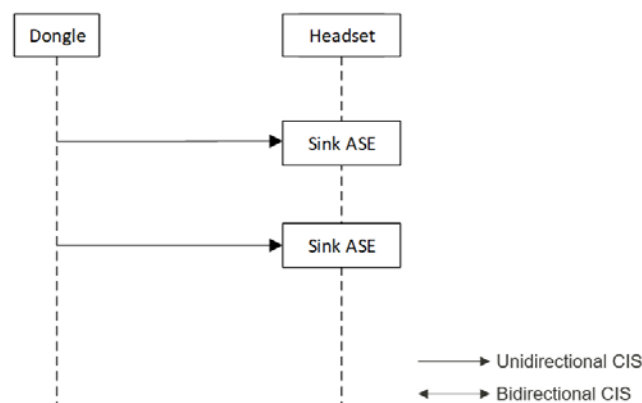 Dongle
Headset
Sink ASE
Sink ASE
Unidirectional CIS
Bidirectional CIS